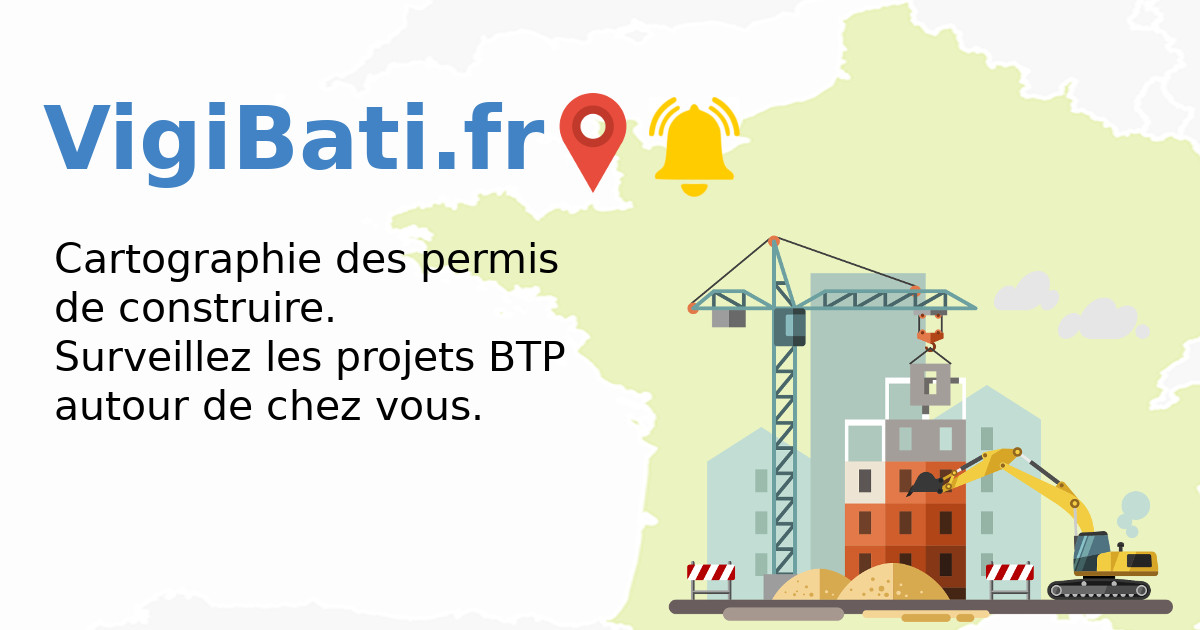 VigiBati.fr
Cartographie des permis
de construire.
Surveillez les projets BTP
autour de chez vous.